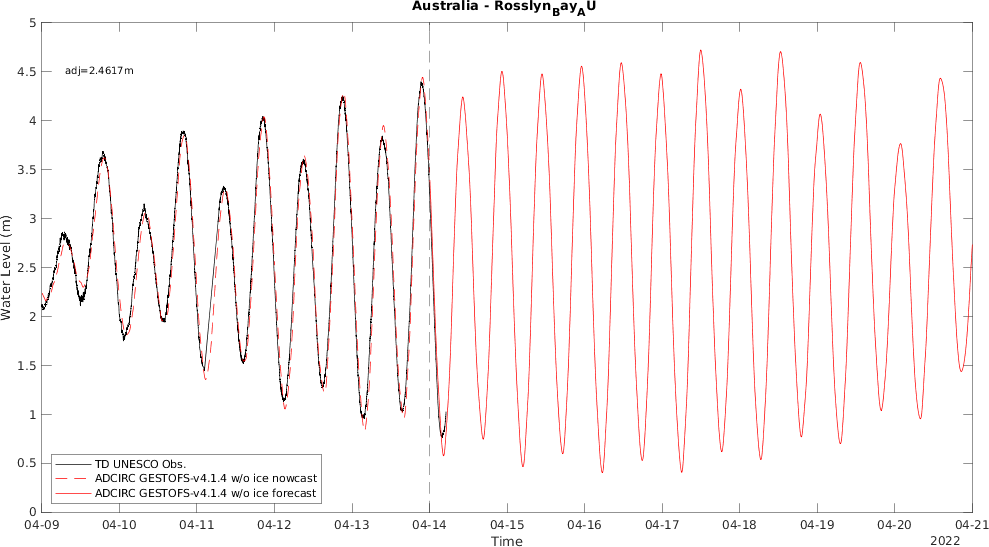 Australia - Rosslyn_Bay_AU
5
4.5
adj=2.4617m
4
3.5
3
2.5
2
1.5
1
0.5
0
Water Level (m)
TD UNESCO Obs.
ADCIRC GESTOFS-v4.1.4 w/o ice nowcast
ADCIRC GESTOFS-v4.1.4 w/o ice forecast
04-09 04-10 04-11 04-12 04-13 04-14 04-15 04-16 04-17 04-18 04-19 04-20 04-21
Time
2022